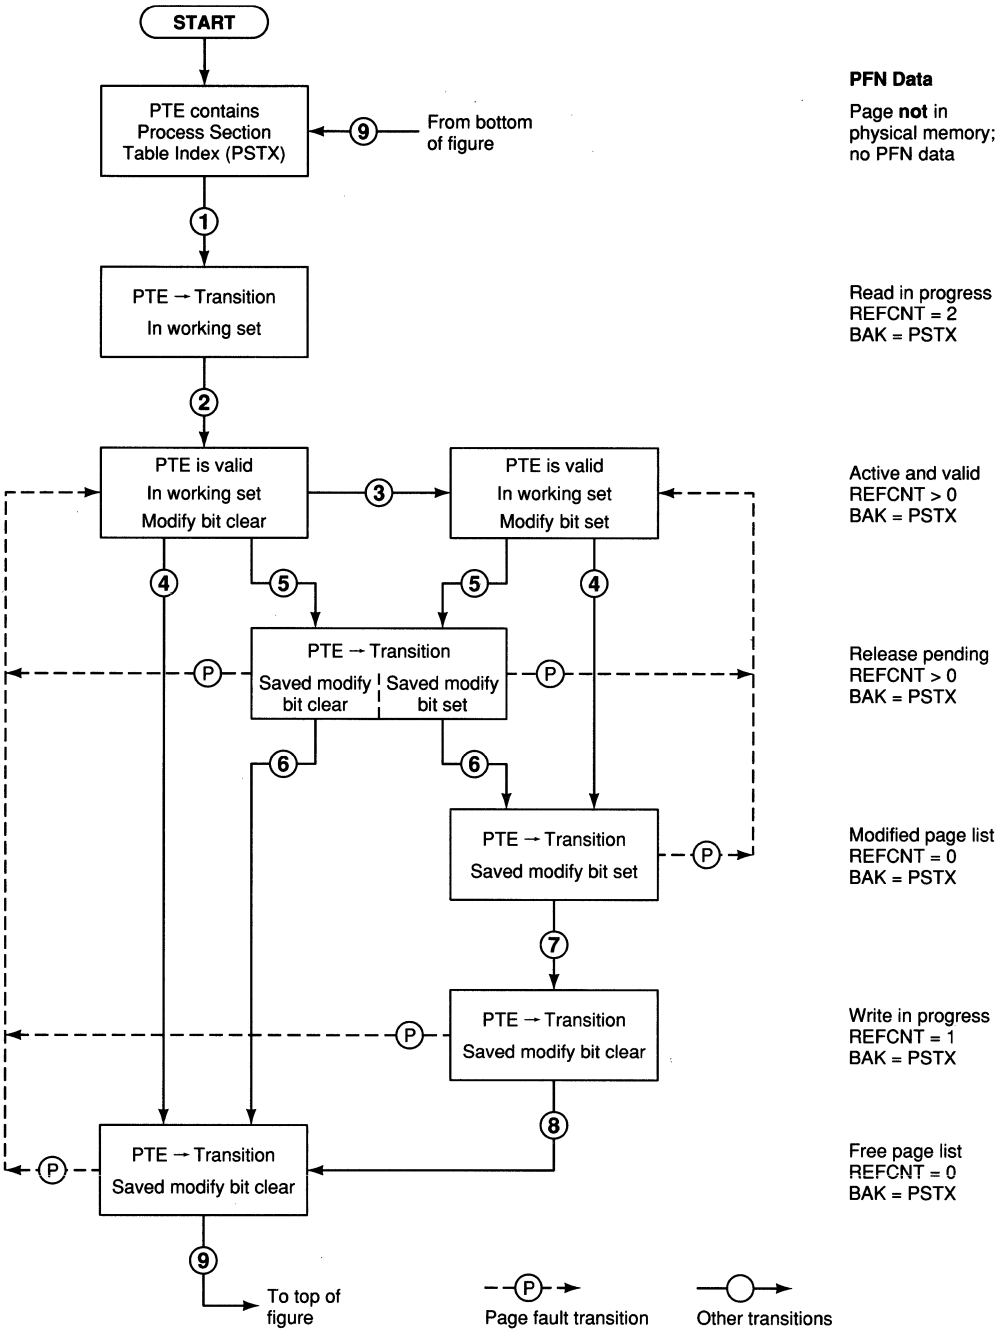 START
PTE contains
Process Section
Table Index (PSTX)
9
From bottom
of figure
PFN Data
Page not in
physical memory;
no PFN data
1
PTE → Transition
In working set
Read in progress
REFCNT = 2
BAK = PSTX
2
PTE is valid
In working set
Modify bit clear
3
PTE is valid
In working set
Modify bit set
Active and valid
REFCNT > 0
BAK = PSTX
4
5
5
4
PTE → Transition
Saved modify
bit clear
Saved modify
bit set
P
P
Release pending
REFCNT > 0
BAK = PSTX
6
6
PTE → Transition
Saved modify bit set
P
Modified page list
REFCNT = 0
BAK = PSTX
7
PTE → Transition
Saved modify bit clear
P
Write in progress
REFCNT = 1
BAK = PSTX
8
PTE → Transition
Saved modify bit clear
P
Free page list
REFCNT = 0
BAK = PSTX
9
To top of
figure
P
Page fault transition
Other transitions